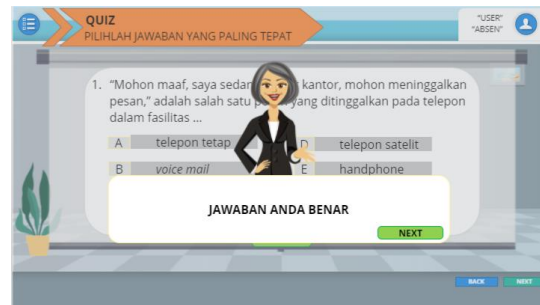 QUIZ
PILIHLAH JAWABAN YANG PALING TEPAT
"USER"
"ABSEN"
1. "Mohon maaf, saya sedan kantor, mohon meninggalkan
pesan," adalah salah satu p yang ditinggalkan pada telepon
dalam fasilitas ...
A telepon tetap
D telepon satelit
B voice mail
E handphone
JAWABAN ANDA BENAR
NEXT
BACK
NEXT